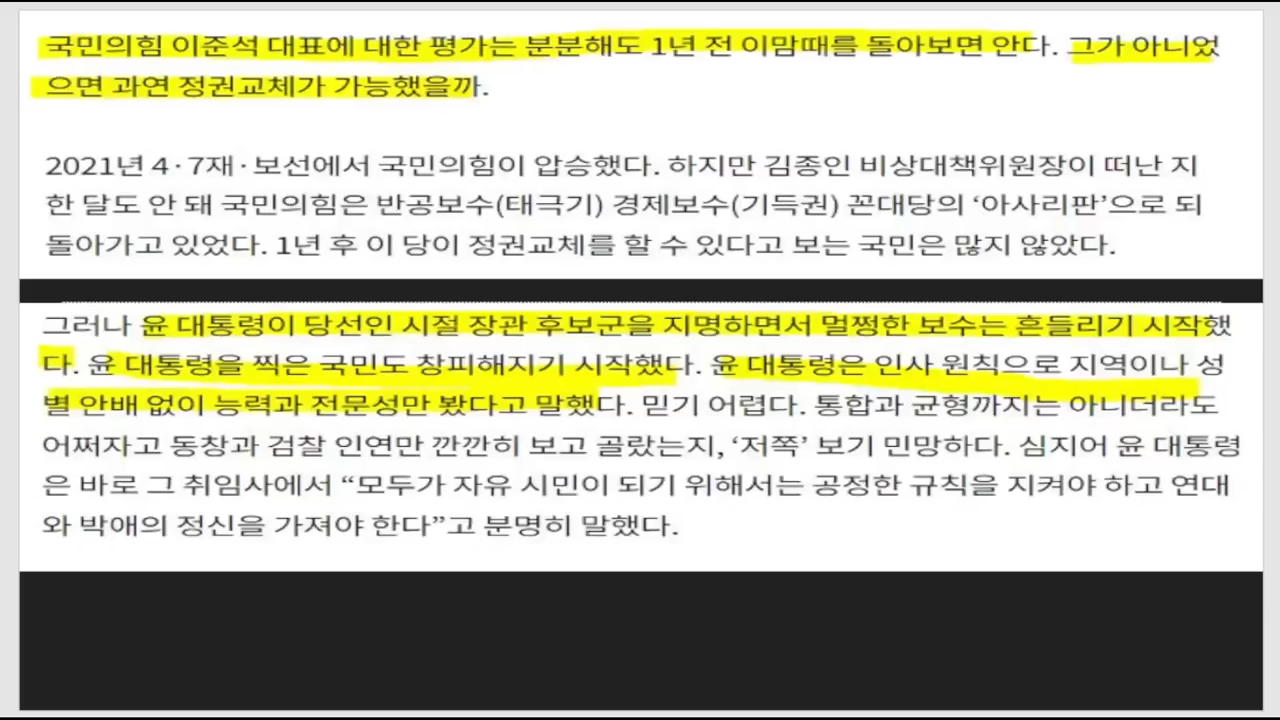 국민의힘 이준석 대표에 대한 평가는 분분해도 1년 전 이맘때를 돌아보면 안다. 그가 아니었
으면 과연 정권교체가 가능했을까.
2021년 4·7재·보선에서 국민의힘이 압승했다. 하지만 김종인 비상대책위원장이 떠난 지
한 달도 안 돼 국민의힘은 반공보수(태극기) 경제보수(기득권) 꼰대당의 ‘아사리판’으로 되
돌아가고 있었다. 1년 후 이 당이 정권교체를 할 수 있다고 보는 국민은 많지 않았다.
그러나 윤 대통령이 당선인 시절 장관 후보군을 지명하면서 멀쩡한 보수는 흔들리기 시작했
다. 윤 대통령을 찍은 국민도 창피해지기 시작했다. 윤 대통령은 인사 원칙으로 지역이나 성
별 안배 없이 능력과 전문성만 봤다고 말했다. 믿기 어렵다. 통합과 균형까지는 아니더라도
어쩌자고 동창과 검찰 인연만 깐깐히 보고 골랐는지, ‘저쪽’ 보기 민망하다. 심지어 윤 대통령
은 바로 그 취임사에서 “모두가 자유 시민이 되기 위해서는 공정한 규칙을 지켜야 하고 연대
와 박애의 정신을 가져야 한다”고 분명히 말했다.